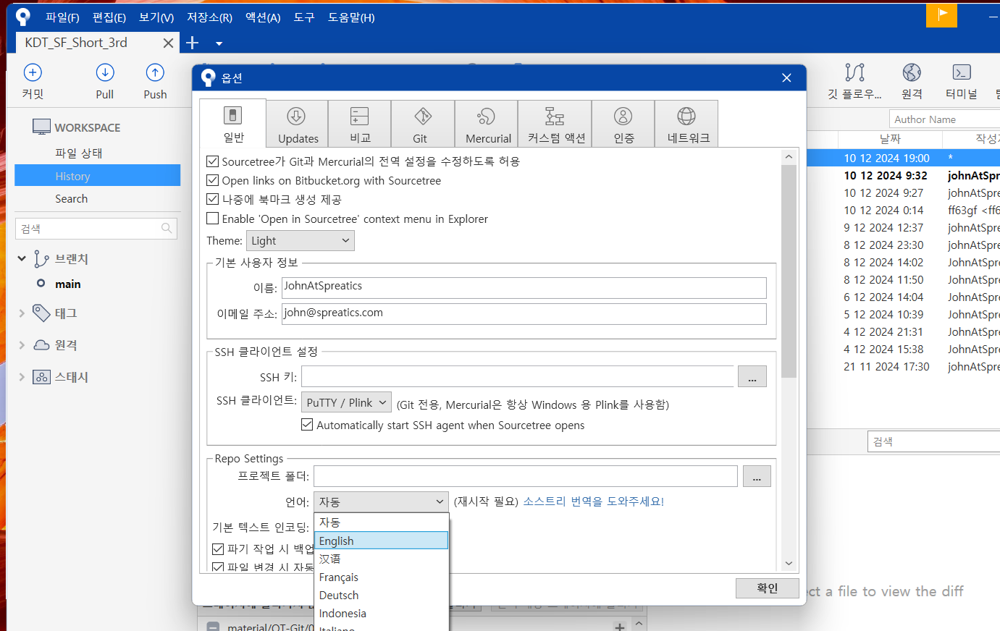 파일(F) 편집(E) 보기(V) 저장소(R) 액션(A) 도구 도움말(H)
KDT_SF_Short_3rd
커밋 Pull Push
깃 플로우... 원격 터미널
WORKSPACE
파일 상태
History
Search
검색
브랜치
main
태그
원격
스태시
옵션
일반 Updates 비교 Git Mercurial 커스텀 액션 인증 네트워크
Sourcetree가 Git과 Mercurial의 전역 설정을 수정하도록 허용
Open links on Bitbucket.org with Sourcetree
나중에 북마크 생성 제공
Enable 'Open in Sourcetree' context menu in Explorer
Theme: Light
기본 사용자 정보
이름: JohnAtSpreatics
이메일 주소: john@spreatics.com
SSH 클라이언트 설정
SSH 키: ...
SSH 클라이언트: PuTTY / Plink (Git 전용, Mercurial은 항상 Windows 용 Plink를 사용함)
Automatically start SSH agent when Sourcetree opens
Repo Settings
프로젝트 폴더: ...
언어: 자동 (재시작 필요) 소스트리 번역을 도와주세요!
기본 텍스트 인코딩:
파기 작업 시 백업
파일 변경 시 자동
자동
English
汉语
Français
Deutsch
Indonesia
Italiano
확인
Author Name
날짜
10 12 2024 19:00 *
10 12 2024 9:32 johnAtSpr
10 12 2024 9:27 johnAtSpre
10 12 2024 0:14 ff63gf <ff6
9 12 2024 12:37 johnAtSpre
8 12 2024 23:30 johnAtSpre
8 12 2024 14:02 JohnAtSpre
8 12 2024 11:50 JohnAtSpre
6 12 2024 14:04 JohnAtSpre
5 12 2024 10:39 JohnAtSpre
4 12 2024 21:31 JohnAtSpre
4 12 2024 15:38 JohnAtSpre
21 11 2024 17:30 johnAtSpre
검색
ct a file to view the diff
material/OT-Git/0